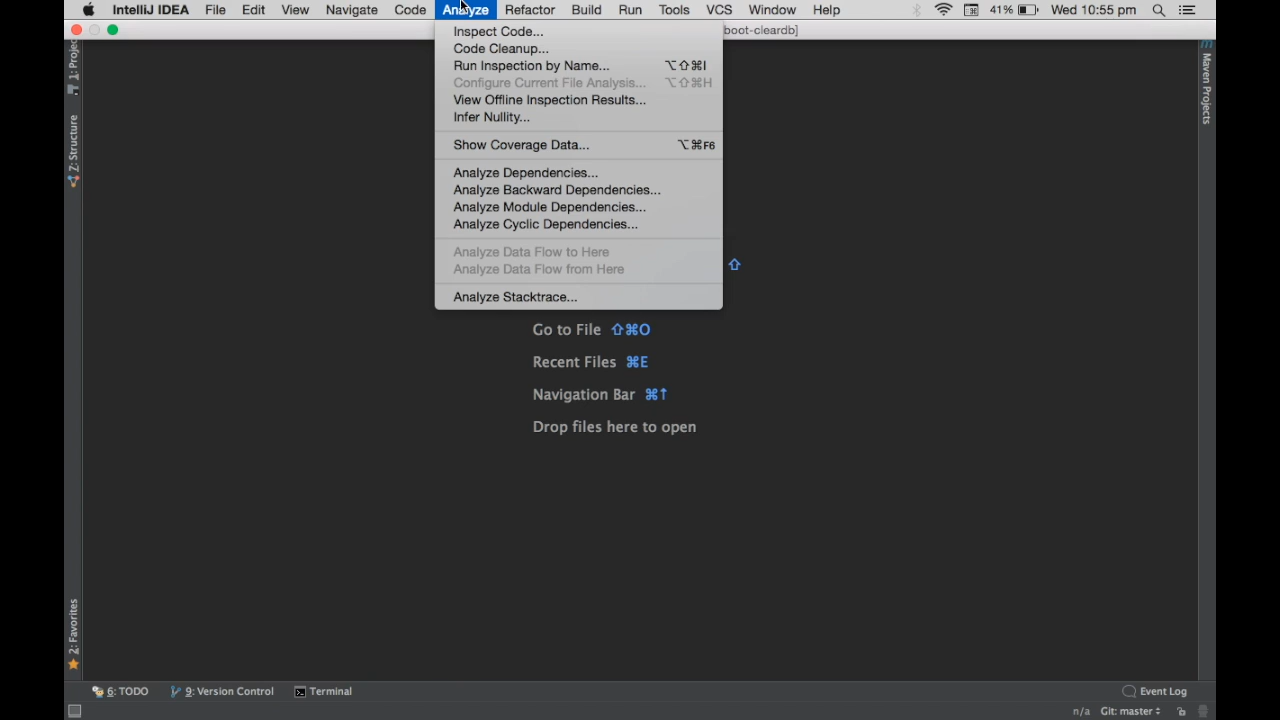 IntelliJ IDEA File Edit View Navigate Code Analyze Refactor Build Run Tools VCS Window Help 41% Wed 10:55 pm
boot-cleardb]
Inspect Code...
Code Cleanup...
Run Inspection by Name... ⌥⇧⌘I
Configure Current File Analysis... ⌥⇧⌘H
View Offline Inspection Results...
Infer Nullity...
Show Coverage Data... ⌥⌘F6
Analyze Dependencies...
Analyze Backward Dependencies...
Analyze Module Dependencies...
Analyze Cyclic Dependencies...
Analyze Data Flow to Here
Analyze Data Flow from Here
Analyze Stacktrace...
⇧
Go to File ⇧⌘O
Recent Files ⌘E
Navigation Bar ⌘↑
Drop files here to open
1: Projec
7: Structure
2: Favorites
m Maven Projects
6: TODO 9: Version Control Terminal Event Log
n/a Git: master